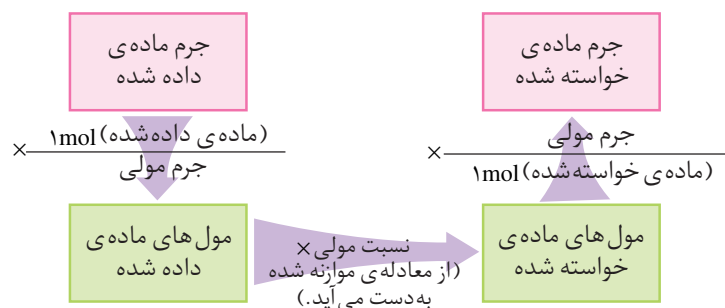 جرم ماده‌ی
داده شده
جرم ماده‌ی
خواسته شده
× ۱mol(ماده‌ی داده‌شده)
جرم مولی
× جرم مولی
۱mol(ماده‌ی خواسته‌شده)
مول‌های ماده‌ی
داده شده
نسبت مولی×
(از معادله‌ی موازنه شده
به‌دست می‌آید.)
مول‌های ماده‌ی
خواسته شده